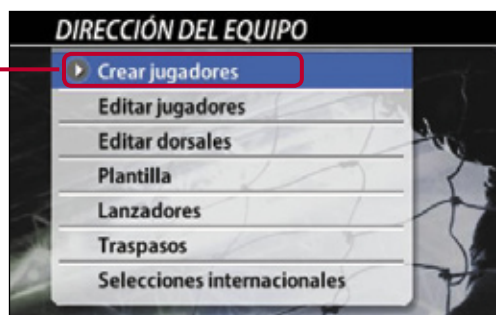 DIRECCIÓN DEL EQUIPO
Crear jugadores
Editar jugadores
Editar dorsales
Plantilla
Lanzadores
Traspasos
Selecciones internacionales